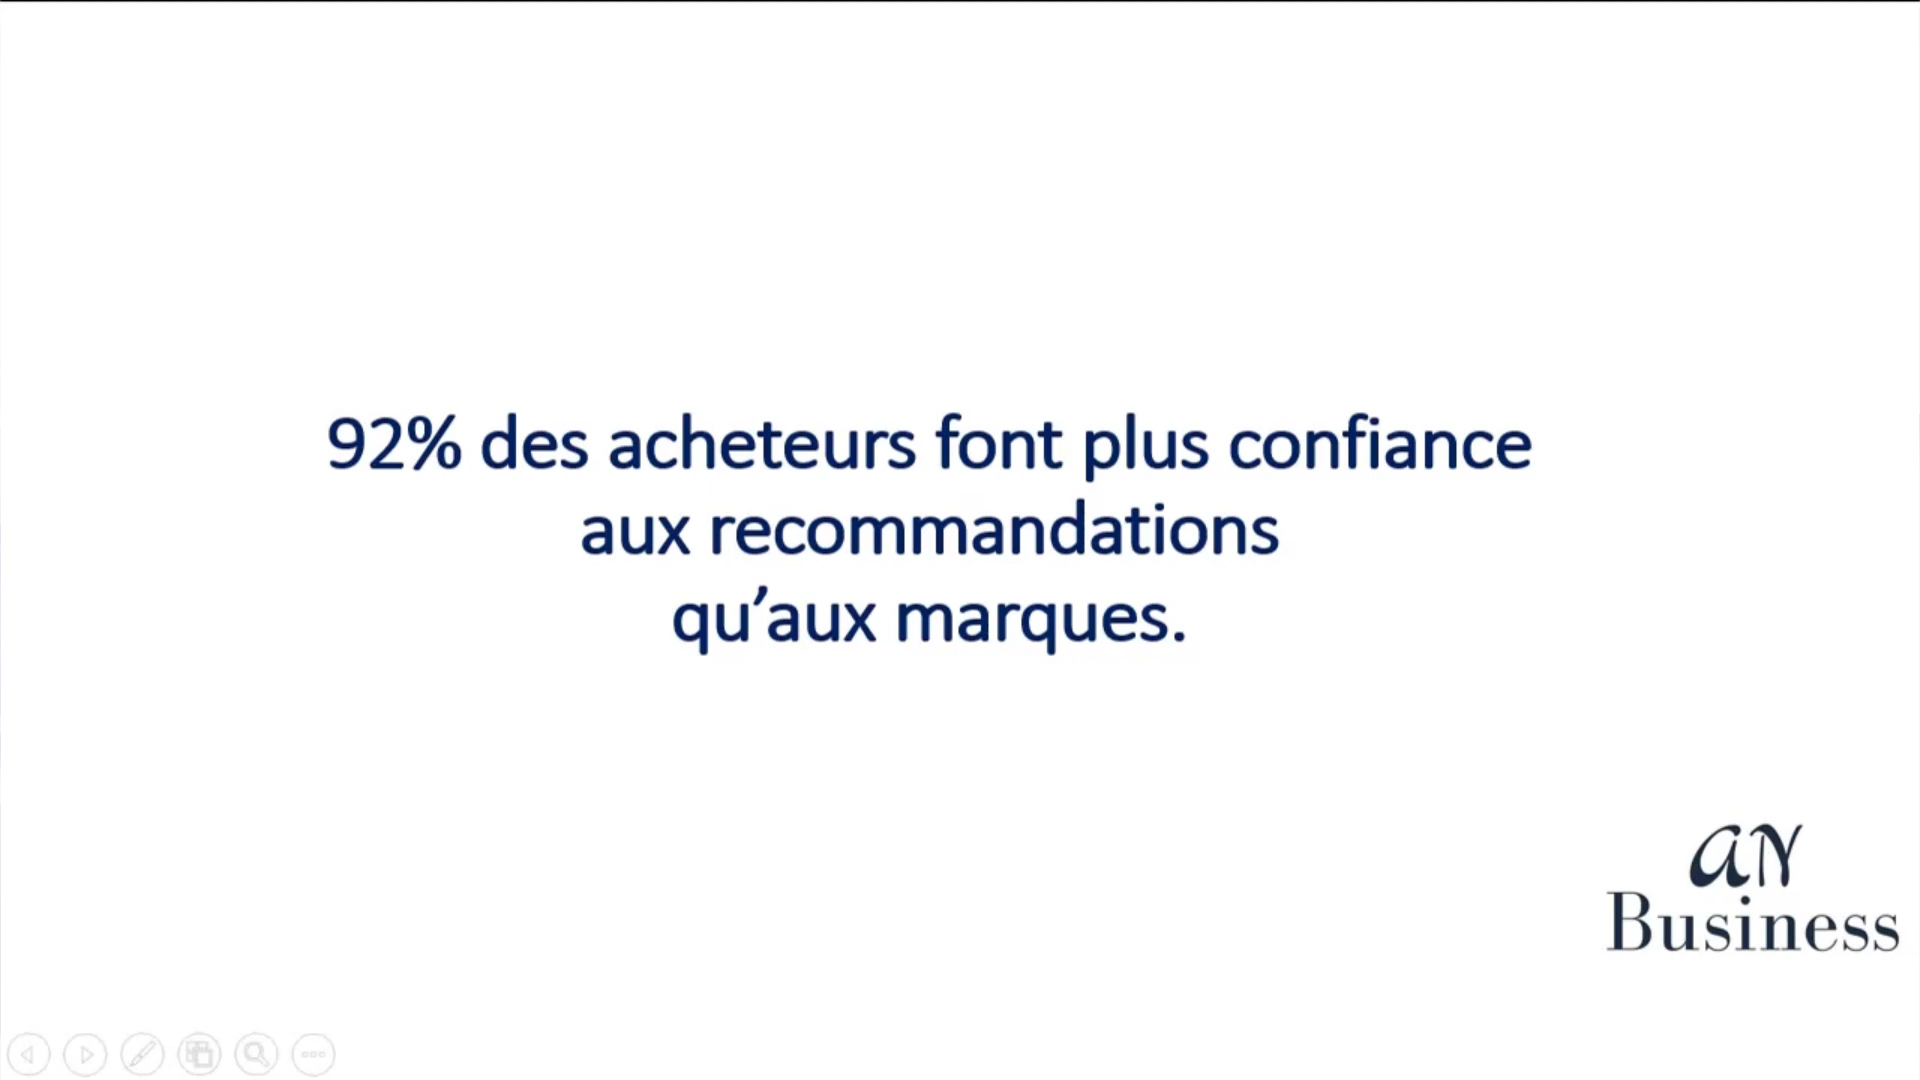 92% des acheteurs font plus confiance
aux recommandations
qu’aux marques.
an
Business